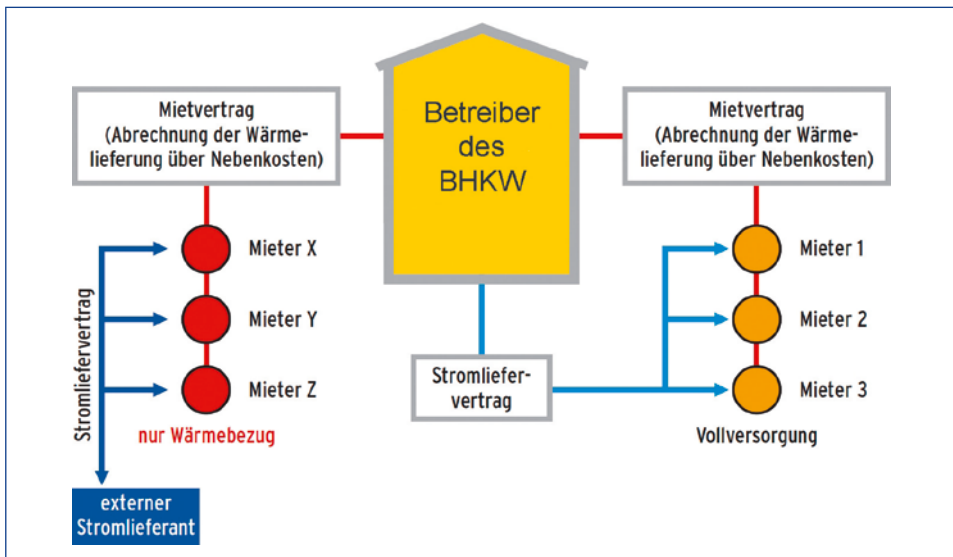 Mietvertrag
(Abrechnung der Wärme-
lieferung über Nebenkosten)
Betreiber
des
BHKW
Mietvertrag
(Abrechnung der Wärme-
lieferung über Nebenkosten)
Stromliefervertrag
Mieter X
Mieter Y
Mieter Z
nur Wärmebezug
externer
Stromlieferant
Stromliefer-
vertrag
Mieter 1
Mieter 2
Mieter 3
Vollversorgung